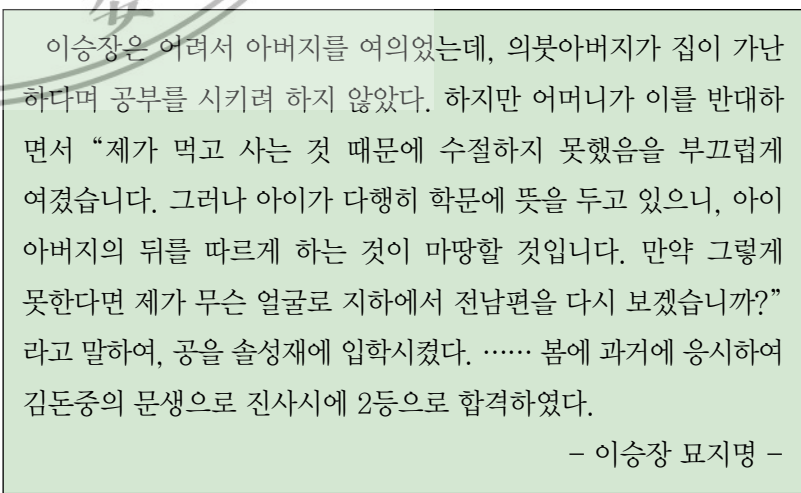 이승장은 어려서 아버지를 여의었는데, 의붓아버지가 집이 가난
하다며 공부를 시키려 하지 않았다. 하지만 어머니가 이를 반대하
면서 “제가 먹고 사는 것 때문에 수절하지 못했음을 부끄럽게
여겼습니다. 그러나 아이가 다행히 학문에 뜻을 두고 있으니, 아이
아버지의 뒤를 따르게 하는 것이 마땅할 것입니다. 만약 그렇게
못한다면 제가 무슨 얼굴로 지하에서 전남편을 다시 보겠습니까?”
라고 말하여, 공을 솔성재에 입학시켰다. …… 봄에 과거에 응시하여
김돈중의 문생으로 진사시에 2등으로 합격하였다.
– 이승장 묘지명 –